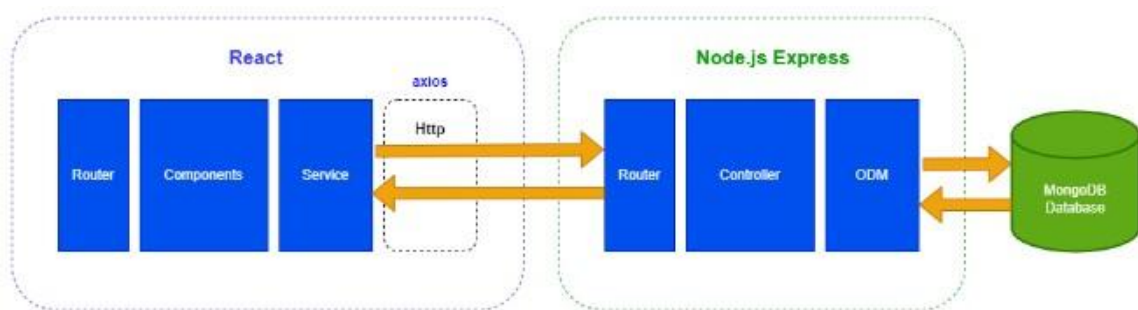 React
Node.js Express
axios
Http
Router
Components
Service
Router
Controller
ODM
MongoDB
Database